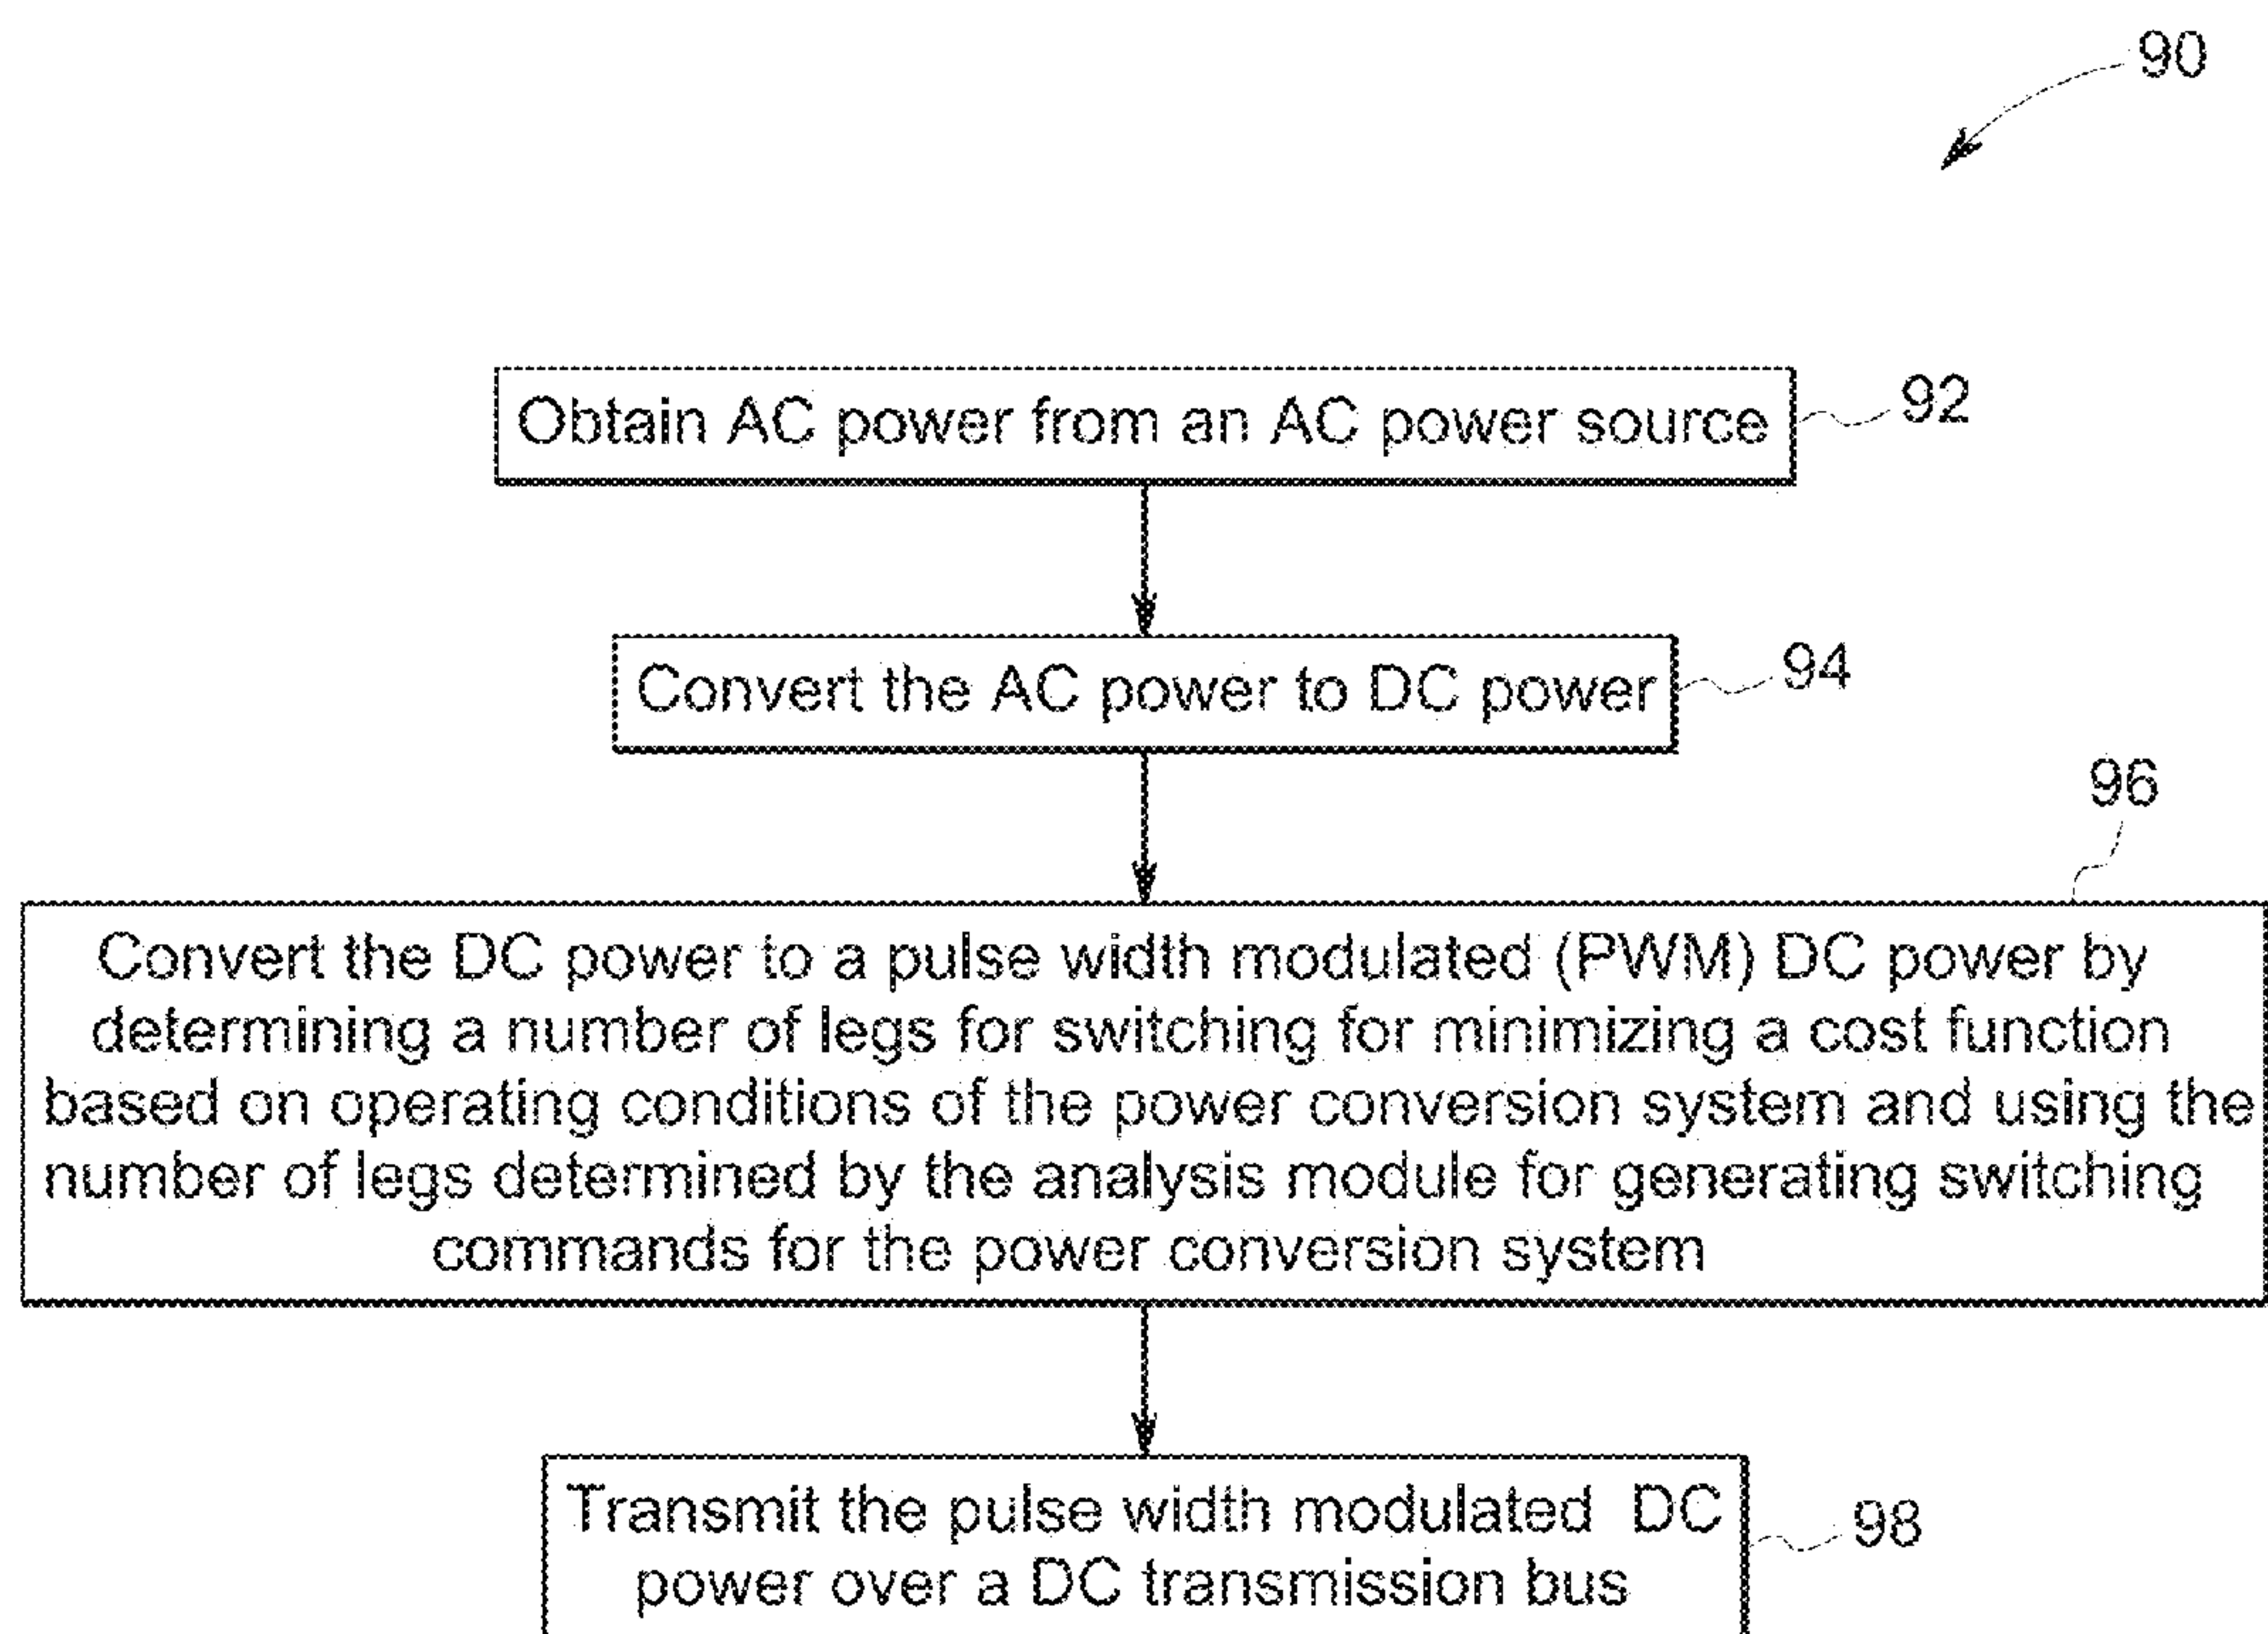 90
Obtain AC power from an AC power source
92
Convert the AC power to DC power
94
96
Convert the DC power to a pulse width modulated (PWM) DC power by
determining a number of legs for switching for minimizing a cost function
based on operating conditions of the power conversion system and using the
number of legs determined by the analysis module for generating switching
commands for the power conversion system
Transmit the pulse width modulated DC
power over a DC transmission bus
98